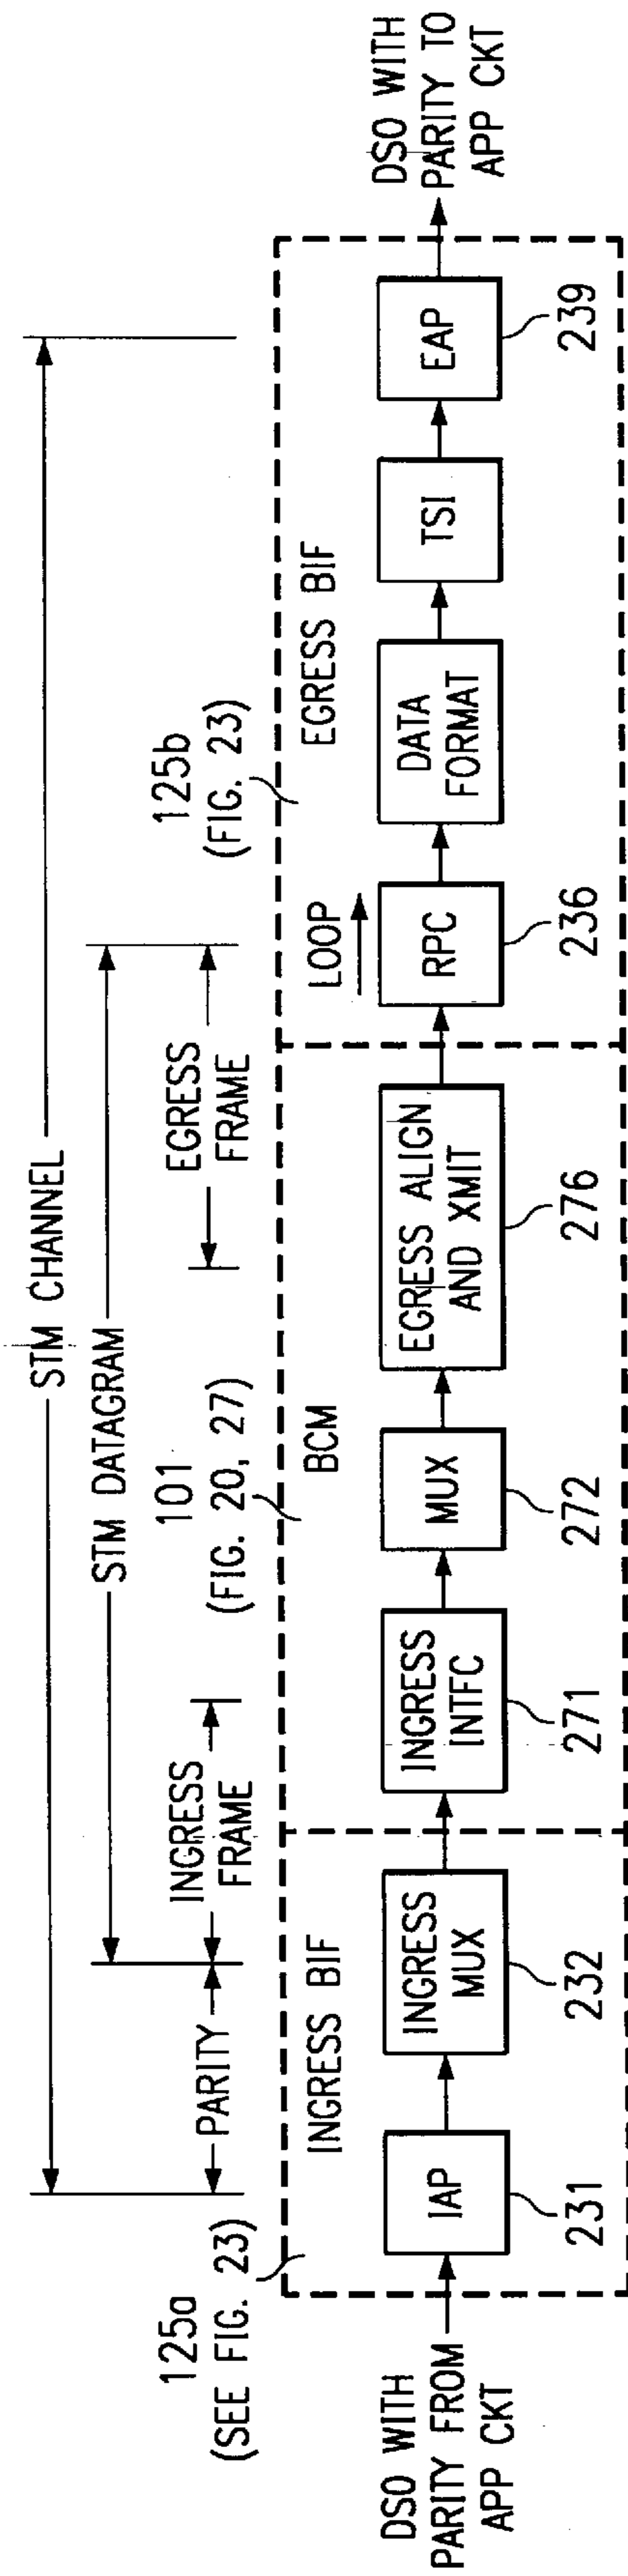 STM CHANNEL
STM DATAGRAM
PARITY
INGRESS
FRAME
EGRESS
FRAME
125a
(SEE FIG. 23)
101
(FIG. 20, 27)
125b
(FIG. 23)
INGRESS BIF
BCM
LOOP
EGRESS BIF
DSO WITH
PARITY FROM
APP CKT
IAP
231
INGRESS
MUX
232
INGRESS
INTFC
271
MUX
272
EGRESS ALIGN
AND XMIT
276
RPC
236
DATA
FORMAT
TSI
EAP
239
DSO WITH
PARITY TO
APP CKT